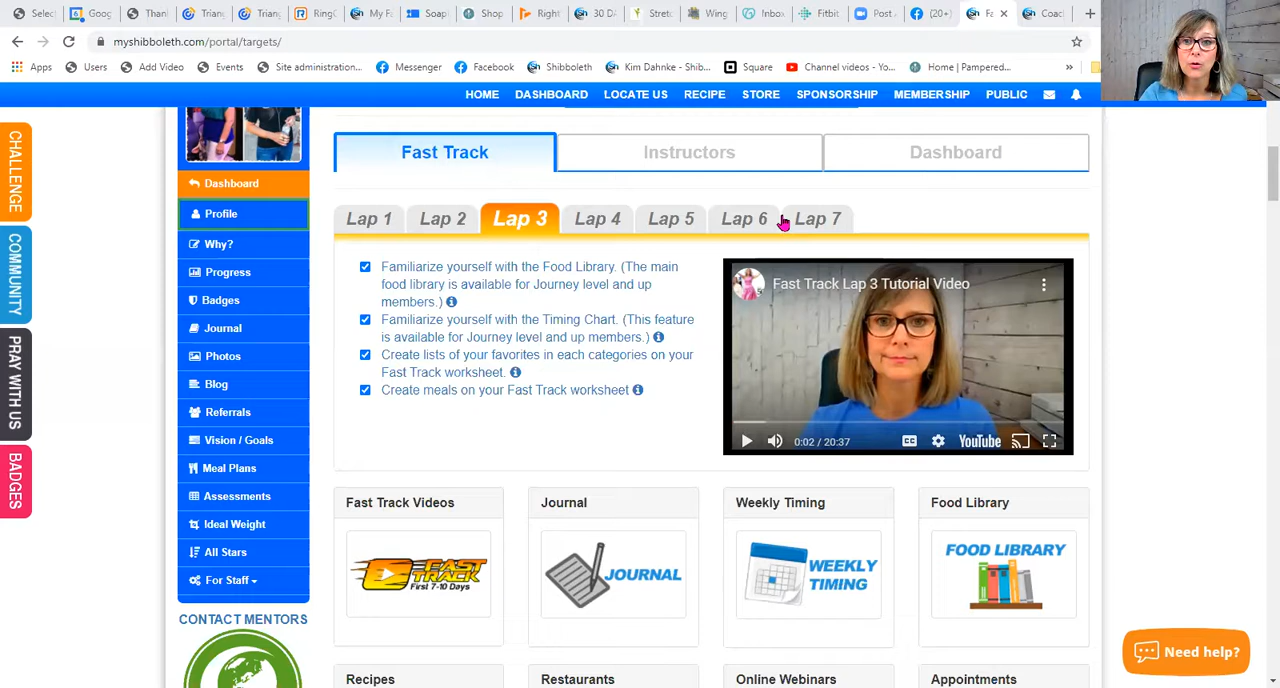 Selec
Goog
Thank
Triang
Triang
RingC
My Fa
Soap
Shop
Right
30 D
Stret
Wing
Inbo
Fitbit
Post
(20+)
Fa
Coac
myshibboleth.com/portal/targets/
Apps
Users
Add Video
Events
Site administration...
Messenger
Faceb
Shibboleth
Kim Dahnke - Shib...
Square
Channel videos - Yo...
Home | Pampered...
HOME
DASHBOARD
LOCATE US
RECIPE
STORE
SPONSORSHIP
MEMBERSHIP
PUBLIC
CHALLENGE
COMMUNITY
PRAY WITH US
BADGES
Dashboard
Profile
Why?
Progress
Badges
Journal
Photos
Blog
Referrals
Vision / Goals
Meal Plans
Assessments
Ideal Weight
All Stars
For Staff
CONTACT MENTORS
Fast Track
Instructors
Dashboard
Lap 1
Lap 2
Lap 3
Lap 4
Lap 5
Lap 6
Lap 7
Familiarize yourself with the Food Library. (The main
food library is available for Journey level and up
members.)
Familiarize yourself with the Timing Chart. (This feature
is available for Journey level and up members.)
Create lists of your favorites in each categories on your
Fast Track worksheet.
Create meals on your Fast Track worksheet
Fast Track Lap 3 Tutorial Video
0:02 / 20:37
CC
YouTube
Fast Track Videos
FAST
TRACK
First 7-10 Days
Journal
JOURNAL
Weekly Timing
WEEKLY
TIMING
Food Library
FOOD LIBRARY
Recipes
Restaurants
Online Webinars
Appointments
Need help?